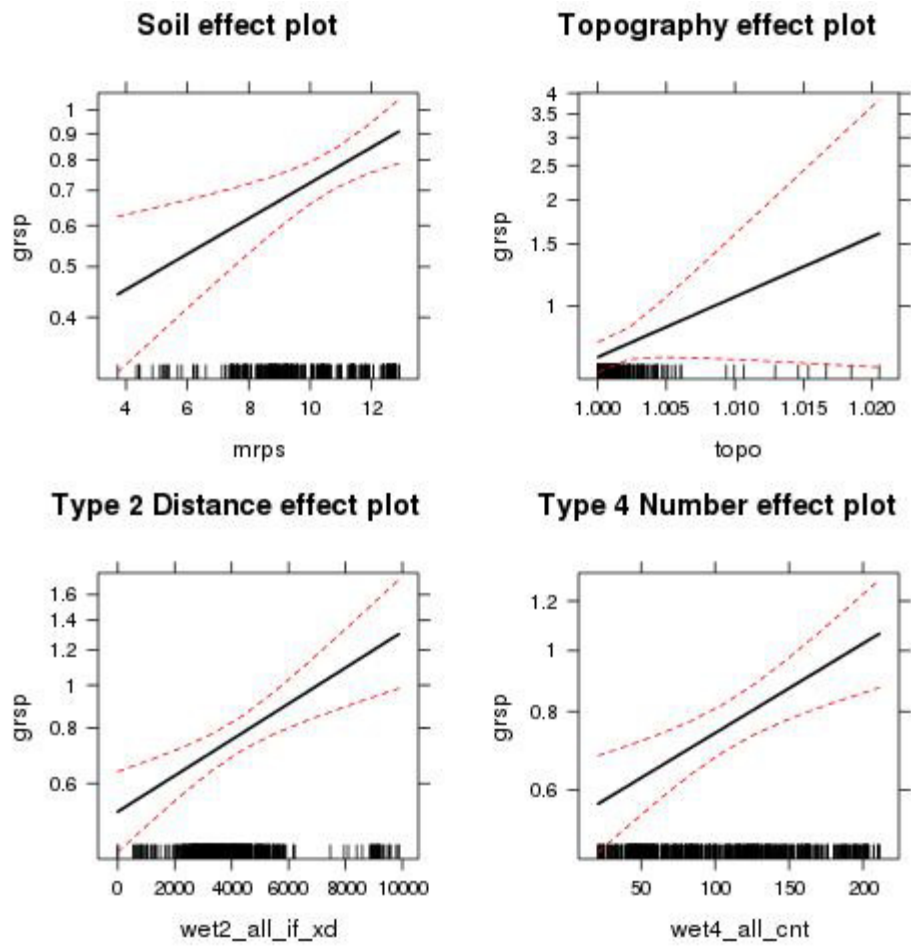 Soil effect plot
4 6 8 10 12
0.4
0.5
0.6
0.7
0.8
0.9
1
grsp
mrps
Topography effect plot
4
3.5
3
2.5
2
1.5
1
grsp
1.000 1.005 1.010 1.015 1.020
topo
Type 2 Distance effect plot
1.6
1.4
1.2
1
0.8
0.6
grsp
0 2000 4000 6000 8000 10000
wet2_all_if_xd
Type 4 Number effect plot
1.2
1
0.8
0.6
grsp
50 100 150 200
wet4_all_cnt